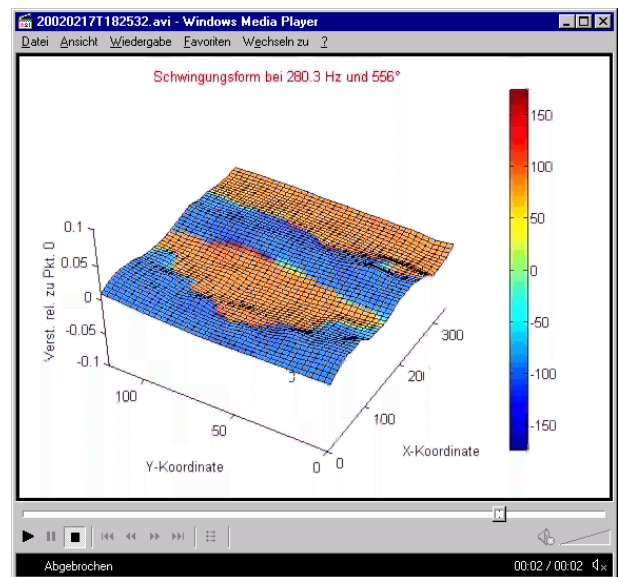 20020217T182532.avi - Windows Media Player
Datei Ansicht Wiedergabe Favoriten Wechseln zu ?
Schwingungsform bei 280.3 Hz und 556°
150
100
50
0
-50
-100
-150
0.1
0.05
0
-0.05
-0.1
Verst. rel. zu Pkt. 0
100
50
0
Y-Koordinate
0
100
20
300
X-Koordinate
Abgebrochen
00:02 / 00:02